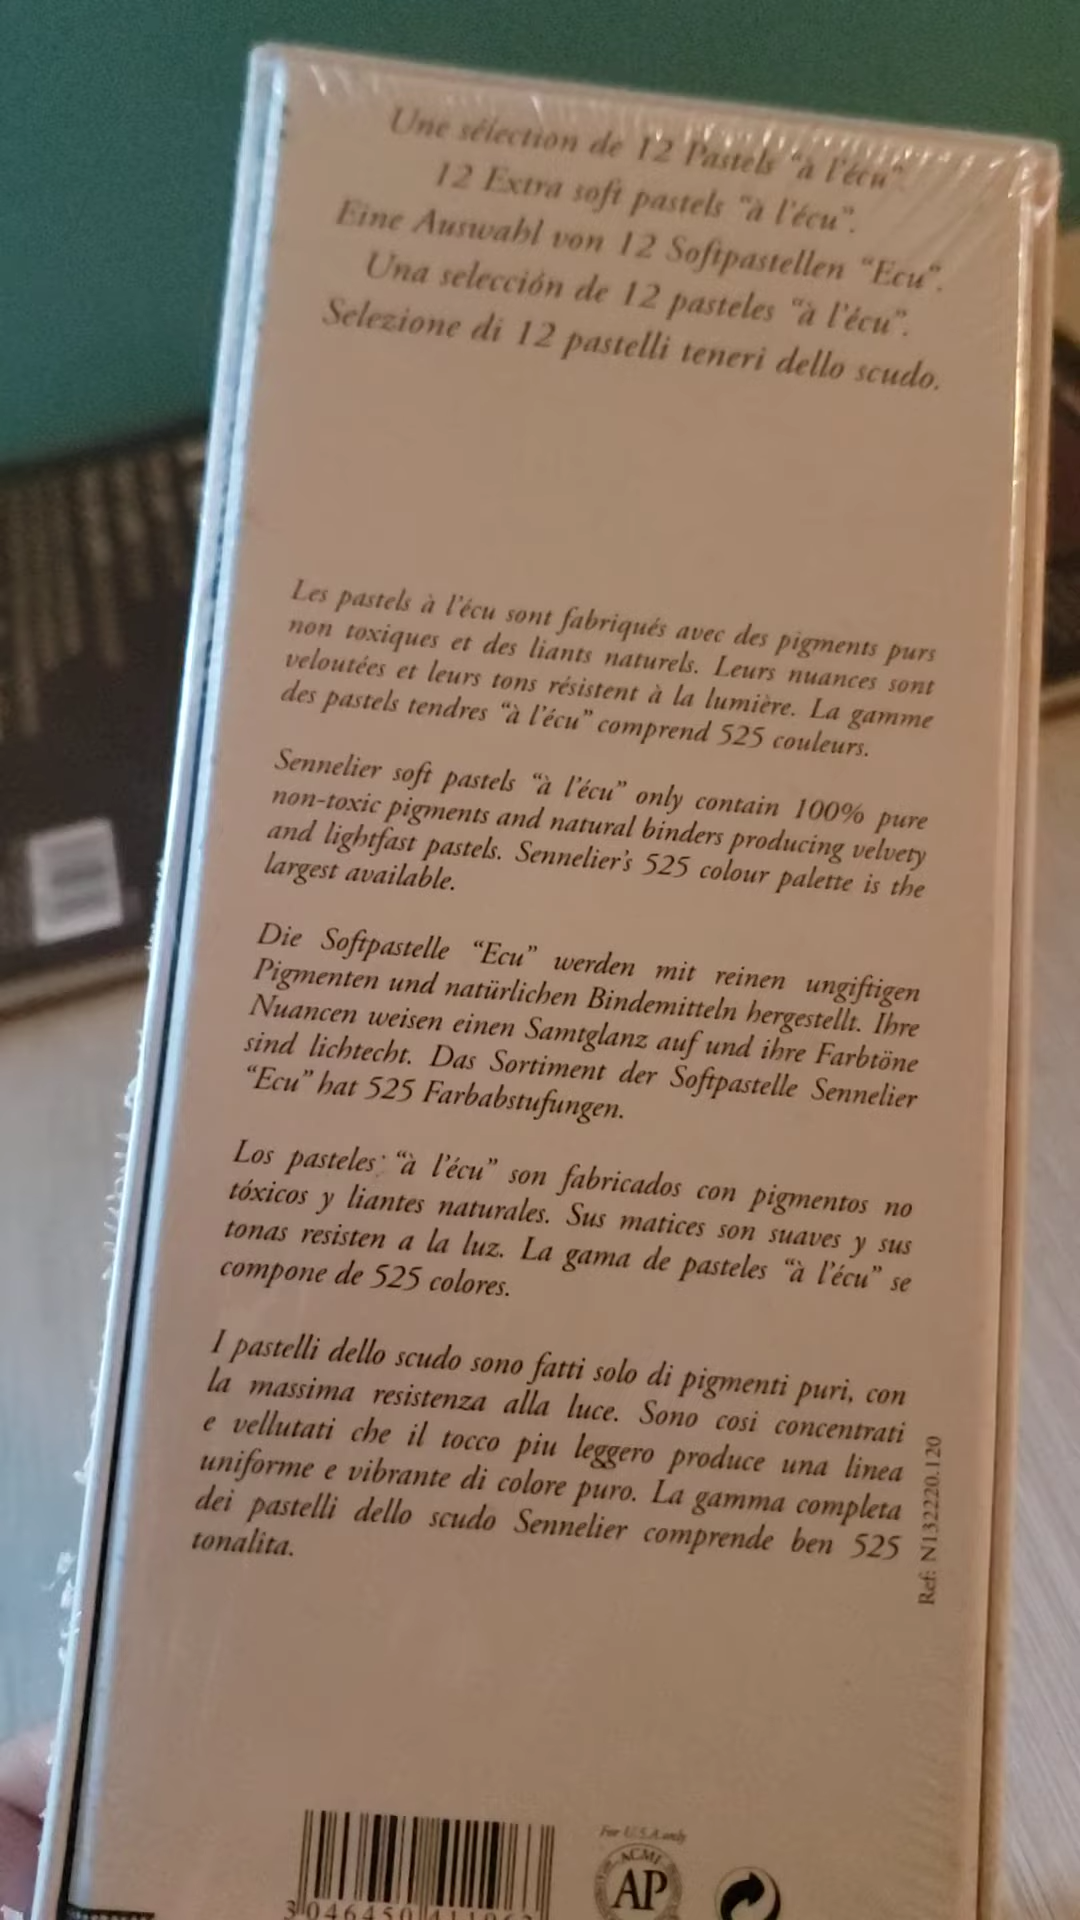 Une sélection de 12 Pastels “à l’écu”.
12 Extra soft pastels “à l’écu”.
Eine Auswahl von 12 Softpastellen “Ecu”.
Una selección de 12 pasteles “à l’écu”.
Selezione di 12 pastelli teneri dello scudo.
Les pastels à l’écu sont fabriqués avec des pigments purs
non toxiques et des liants naturels. Leurs nuances sont
veloutées et leurs tons résistent à la lumière. La gamme
des pastels tendres “à l’écu” comprend 525 couleurs.
Sennelier soft pastels “à l’écu” only contain 100% pure
non-toxic pigments and natural binders producing velvety
and lightfast pastels. Sennelier’s 525 colour palette is the
largest available.
Die Softpastelle “Ecu” werden mit reinen ungiftigen
Pigmenten und natürlichen Bindemitteln hergestellt. Ihre
Nuancen weisen einen Samtglanz auf und ihre Farbtöne
sind lichtecht. Das Sortiment der Softpastelle Sennelier
“Ecu” hat 525 Farbabstufungen.
Los pasteles “à l’écu” son fabricados con pigmentos no
tóxicos y liantes naturales. Sus matices son suaves y sus
tonas resisten a la luz. La gama de pasteles “à l’écu” se
compone de 525 colores.
I pastelli dello scudo sono fatti solo di pigmenti puri, con
la massima resistenza alla luce. Sono cosi concentrati
e vellutati che il tocco piu leggero produce una linea
uniforme e vibrante di colore puro. La gamma completa
dei pastelli dello scudo Sennelier comprende ben 525
tonalita.
Ref: N132220.120
For U.S.A only
ACMI
AP